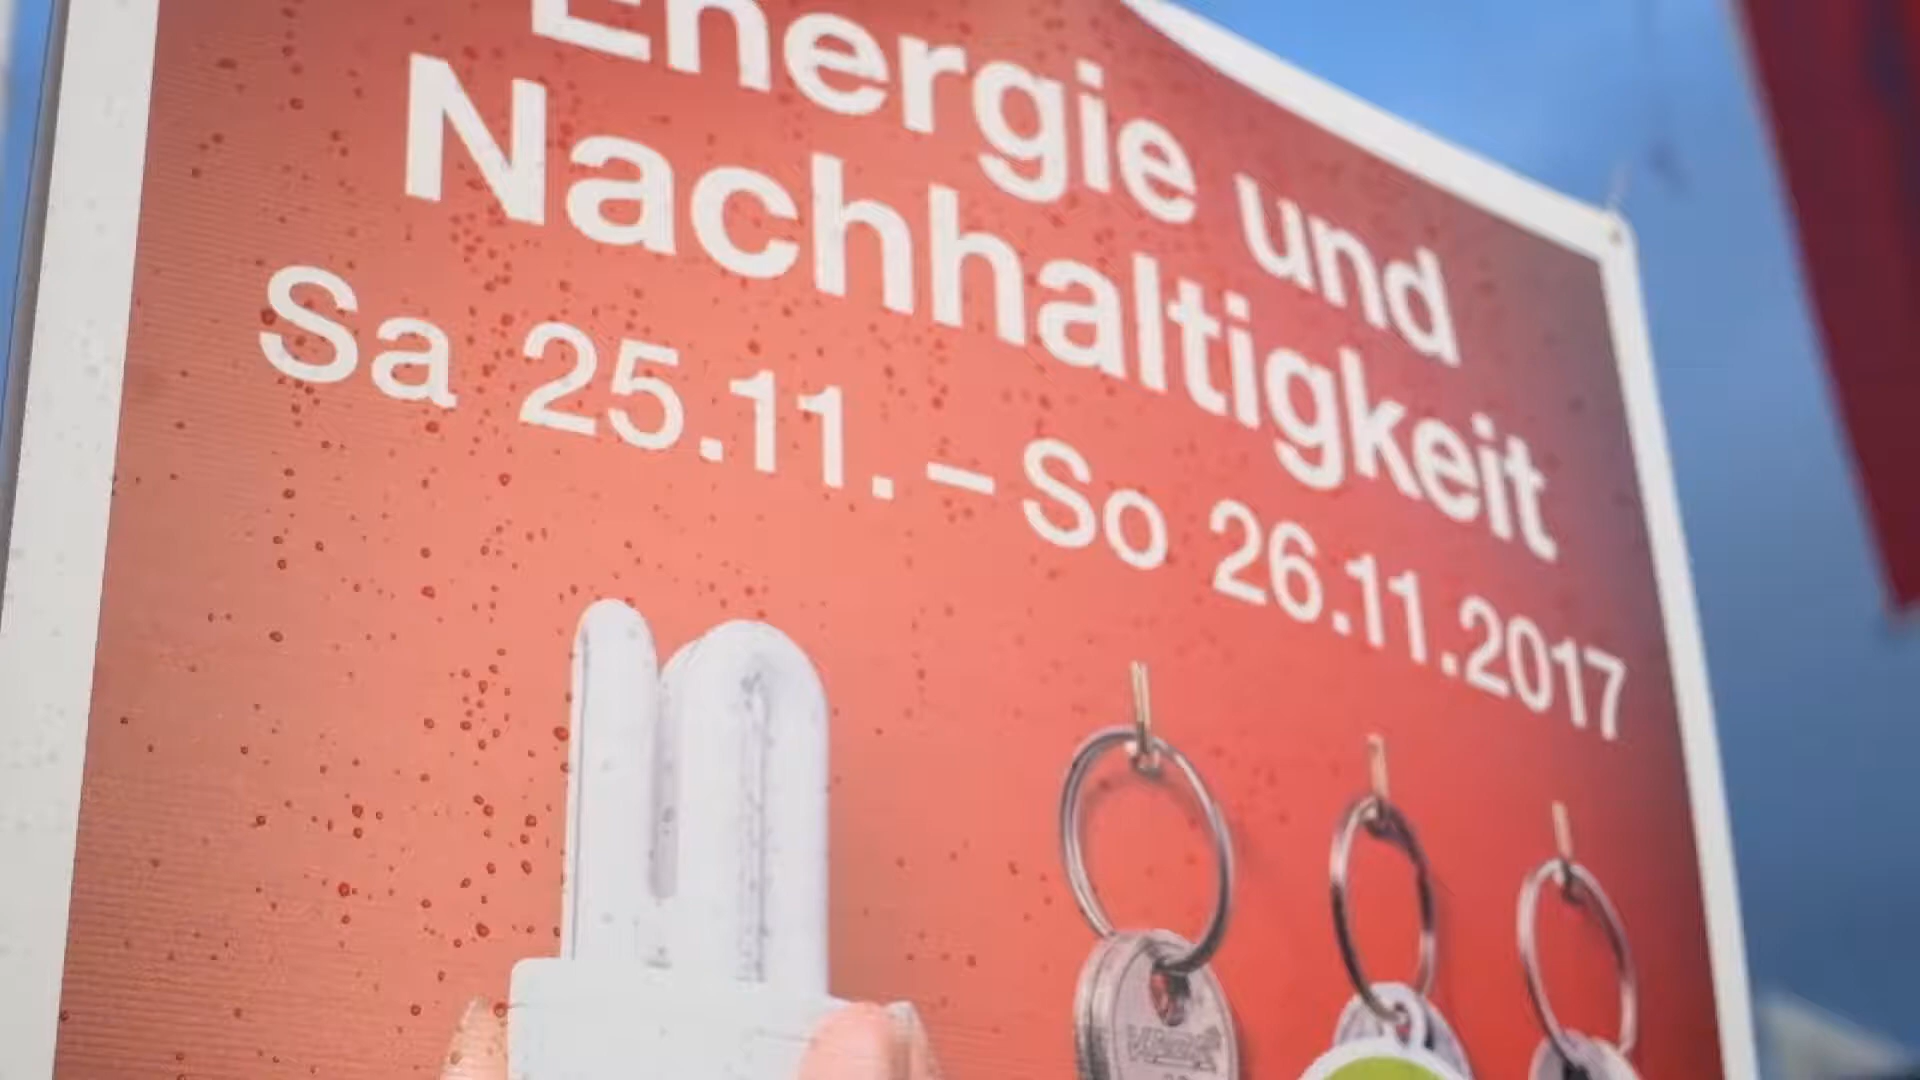 Energie und
Nachhaltigkeit
Sa 25.11. – So 26.11.2017